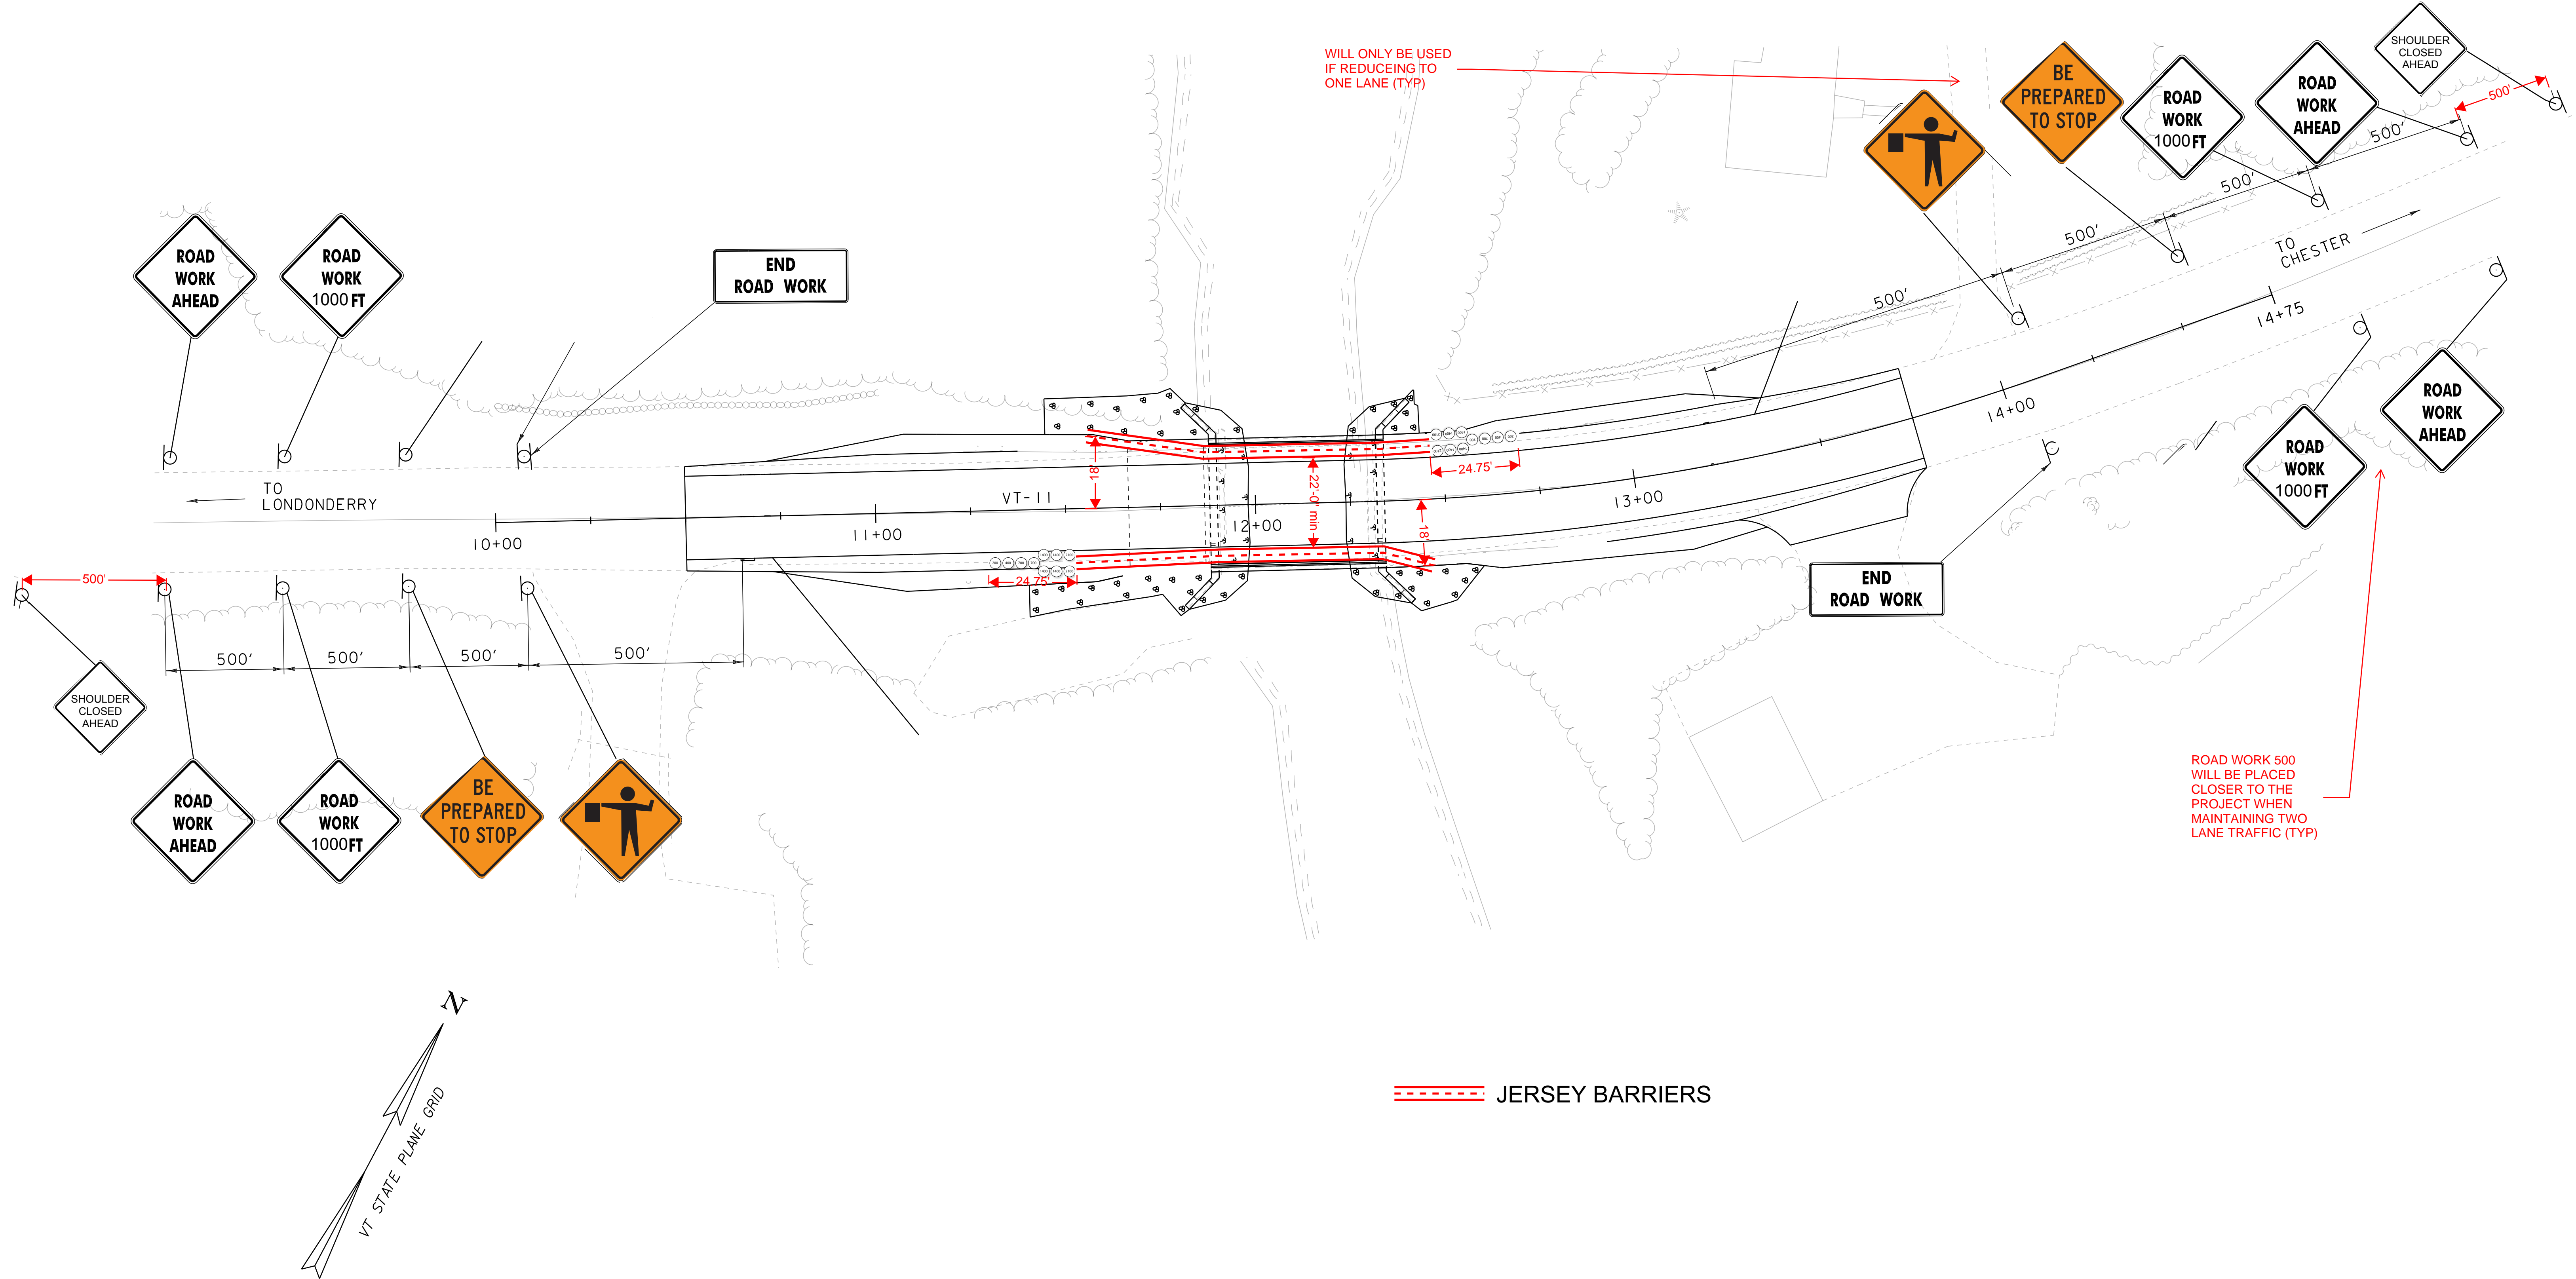 WILL ONLY BE USED
IF REDUCEING TO
ONE LANE (TYP)
BE
PREPARED
TO STOP
ROAD
WORK
1000 FT
ROAD
WORK
AHEAD
SHOULDER
CLOSED
AHEAD
500'
500'
500'
500'
500'
TO
CHESTER
ROAD
WORK
AHEAD
ROAD
WORK
1000 FT
END
ROAD WORK
14+75
14+00
13+00
12+00
11+00
10+00
TO
LONDONDERRY
VT-11
18'
22'-0" min
18'
24.75'
24.75'
ROAD
WORK
1000 FT
ROAD
WORK
AHEAD
END
ROAD WORK
500'
500'
500'
500'
500'
SHOULDER
CLOSED
AHEAD
ROAD
WORK
AHEAD
ROAD
WORK
1000 FT
BE
PREPARED
TO STOP
ROAD WORK 500
WILL BE PLACED
CLOSER TO THE
PROJECT WHEN
MAINTAINING TWO
LANE TRAFFIC (TYP)
N
VT STATE PLANE GRID
JERSEY BARRIERS